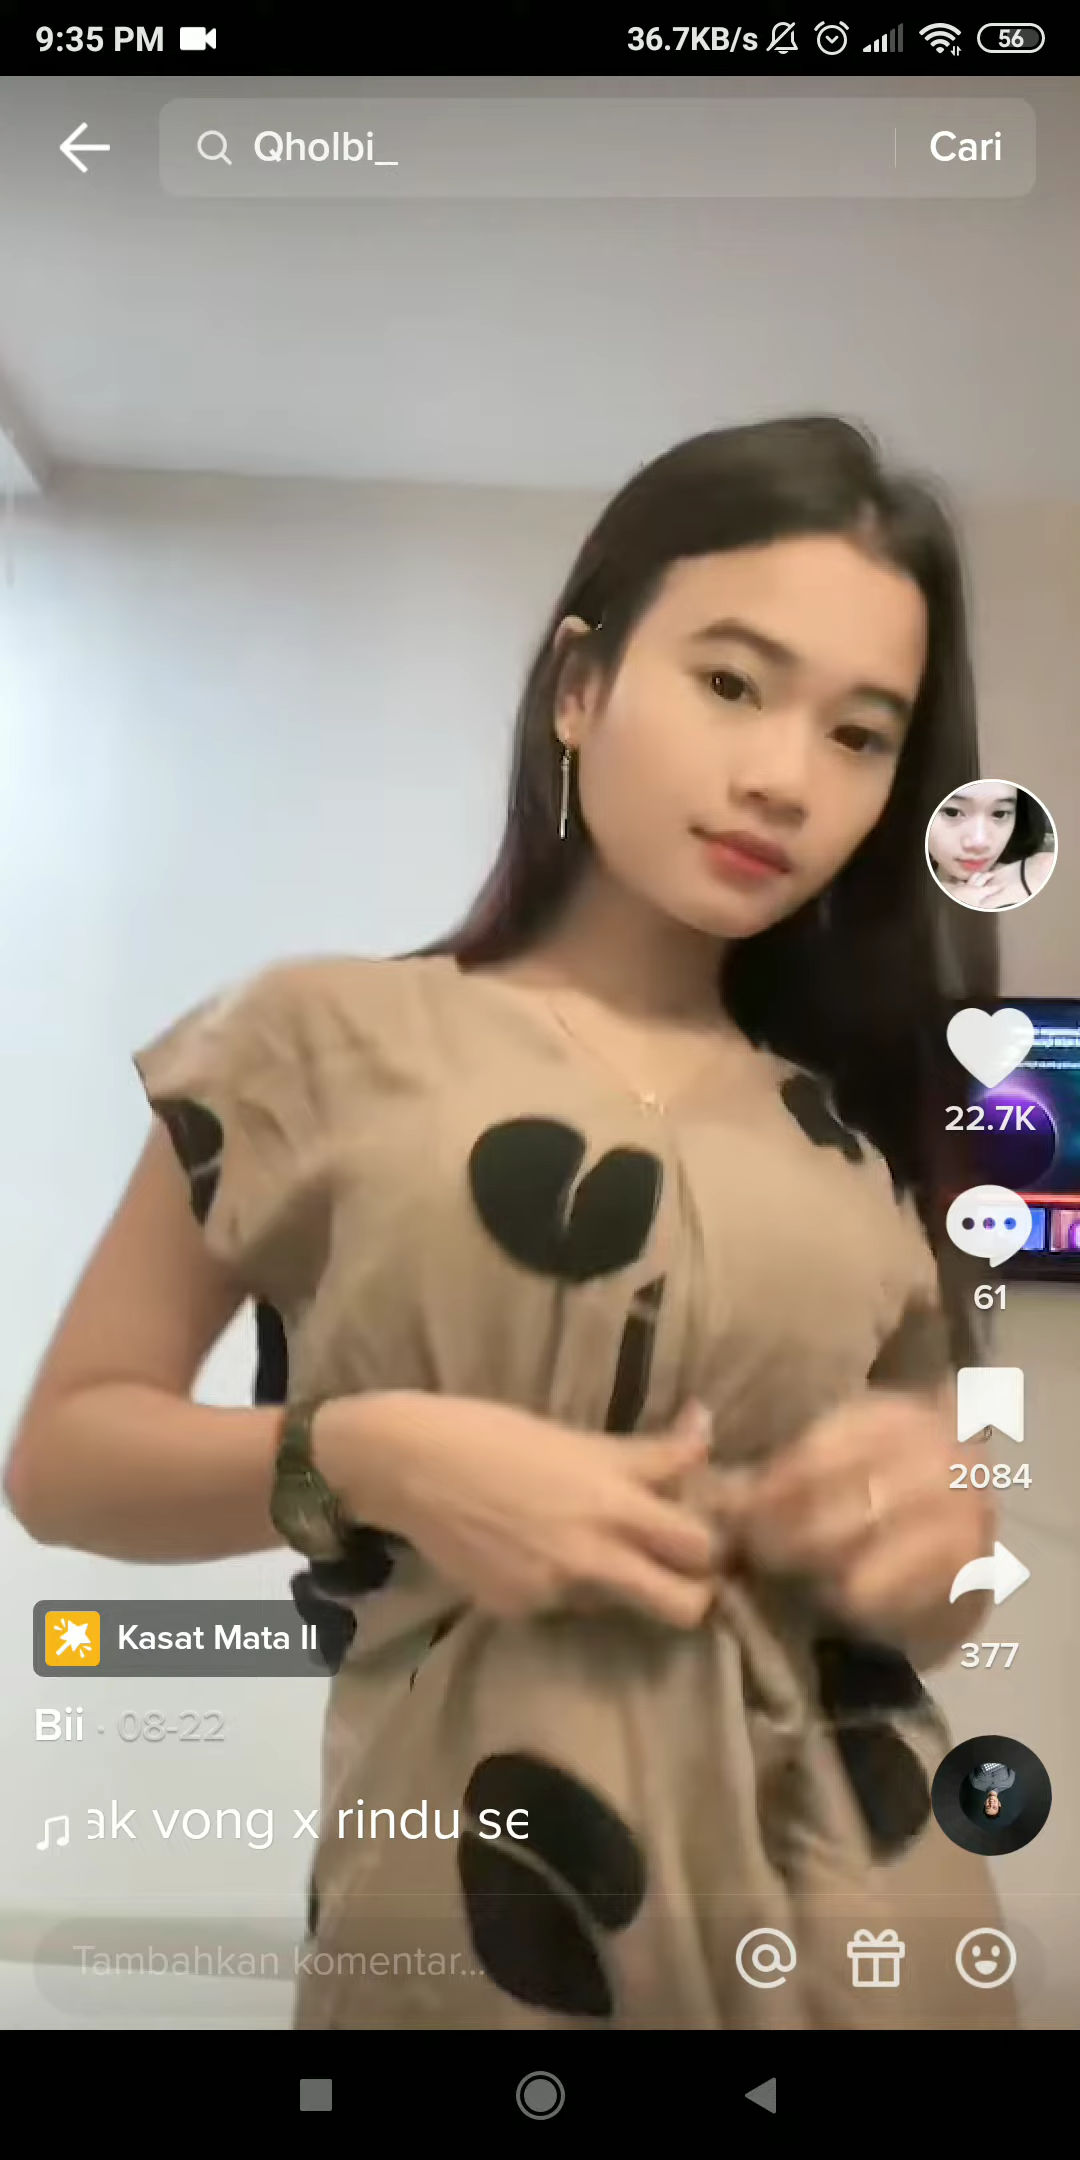 9:35 PM
36.7KB/s
56
Qholbi_
Cari
22.7K
61
2084
377
Kasat Mata II
Bii · 08-22
ak vong x rindu se
Tambahkan komentar...